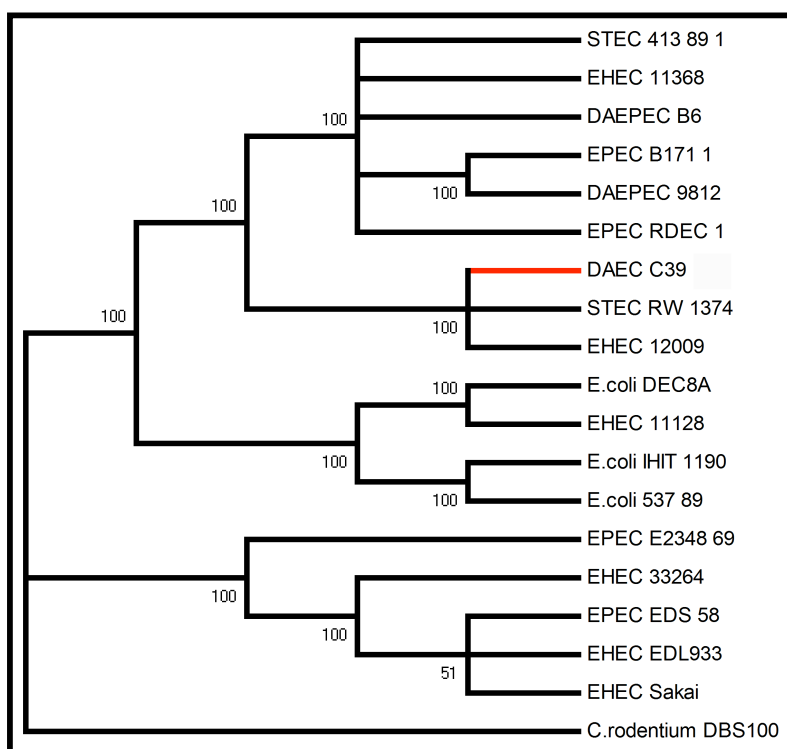 STEC 413 89 1
EHEC 11368
100
DAEPEC B6
EPEC B171 1
100
DAEPEC 9812
100
EPEC RDEC 1
DAEC C39
100
STEC RW 1374
100
EHEC 12009
100
E.coli DEC8A
EHEC 11128
100
E.coli IHIT 1190
100
E.coli 537 89
EPEC E2348 69
EHEC 33264
100
EPEC EDS 58
100
EHEC EDL933
51
EHEC Sakai
C.rodentium DBS100